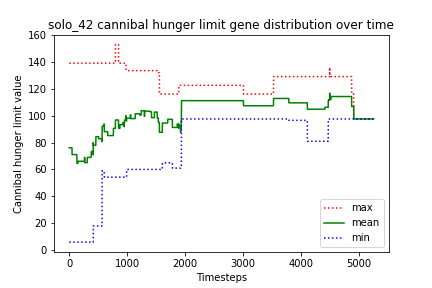 solo_42 cannibal hunger limit gene distribution over time
160
140
120
100
80
60
40
20
0
Cannibal hunger limit value
max
mean
min
0 1000 2000 3000 4000 5000
Timesteps